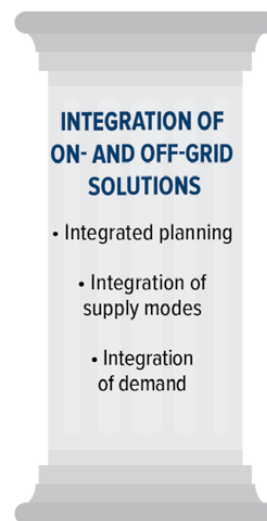 INTEGRATION OF
ON- AND OFF-GRID
SOLUTIONS
• Integrated planning
• Integration of
supply modes
• Integration
of demand